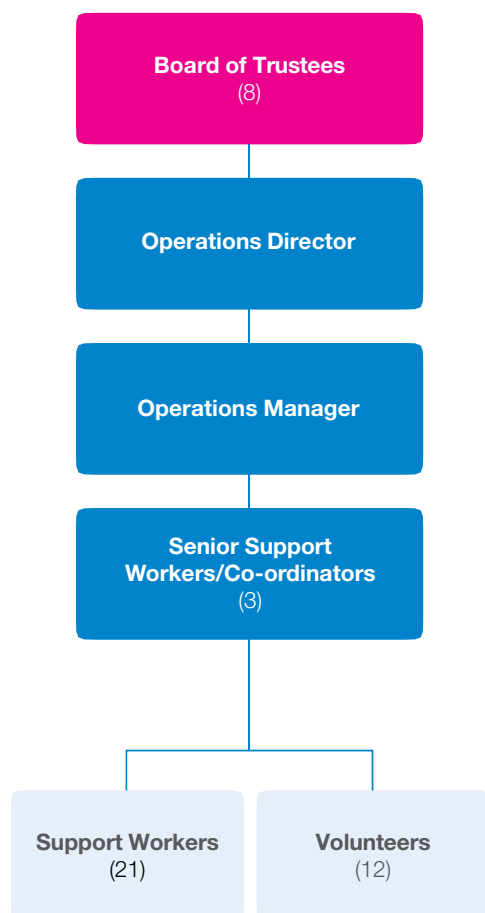 Board of Trustees
(8)
Operations Director
Operations Manager
Senior Support
Workers/Co-ordinators
(3)
Support Workers
(21)
Volunteers
(12)